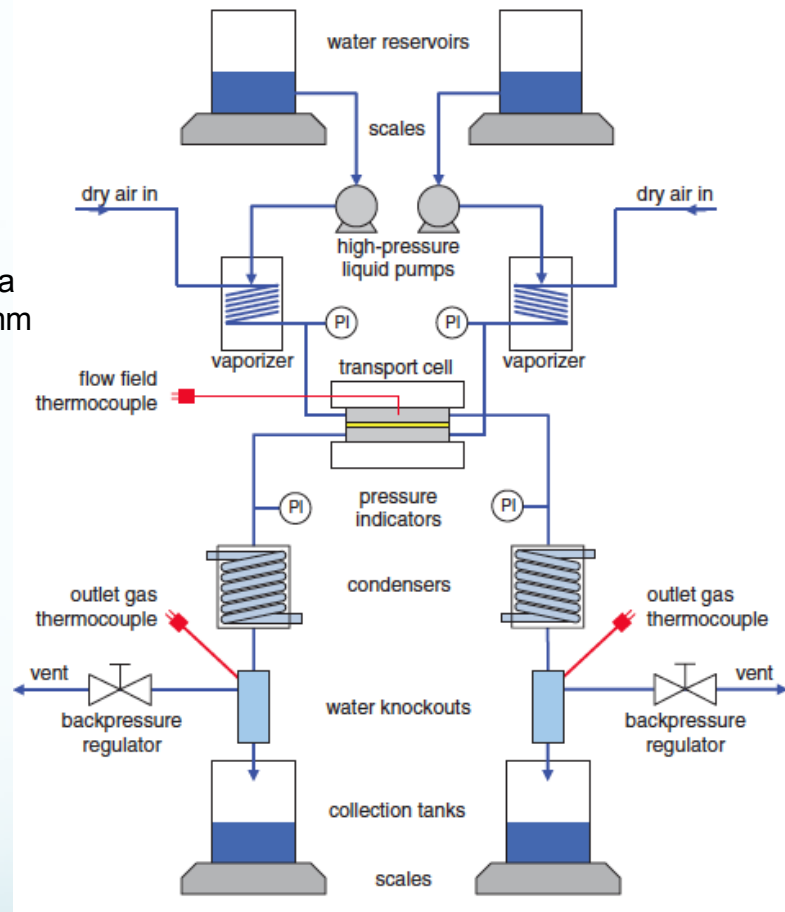 water reservoirs
scales
dry air in
dry air in
high-pressure
liquid pumps
a
PI
PI
vaporizer
transport cell
vaporizer
flow field
thermocouple
PI
pressure
indicators
PI
condensers
outlet gas
thermocouple
outlet gas
thermocouple
vent
vent
backpressure
regulator
water knockouts
backpressure
regulator
collection tanks
scales